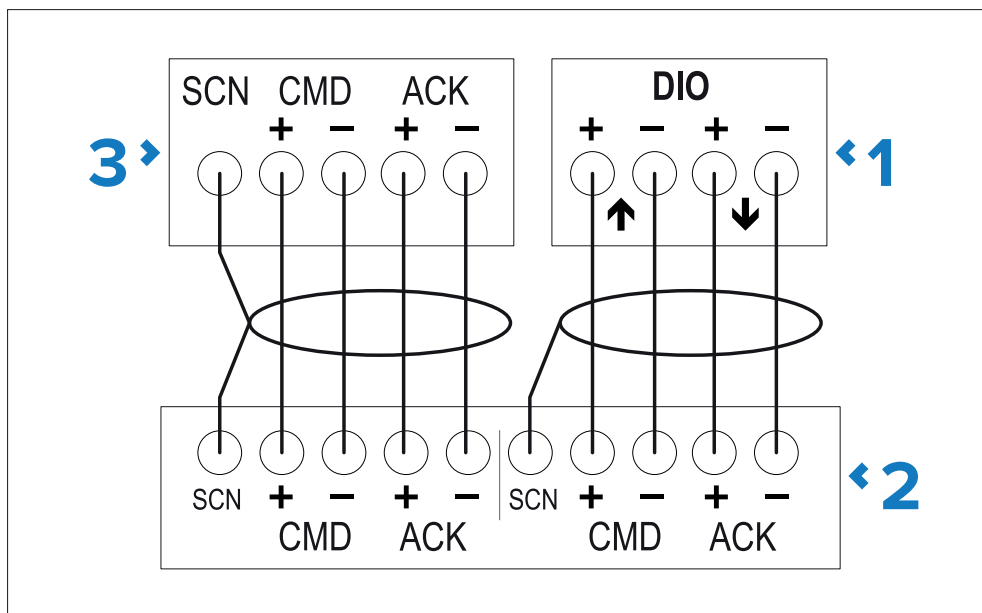 SCN CMD ACK
+ − + −
3
DIO
+ − + −
1
SCN + − + − SCN + − + −
CMD ACK CMD ACK
2